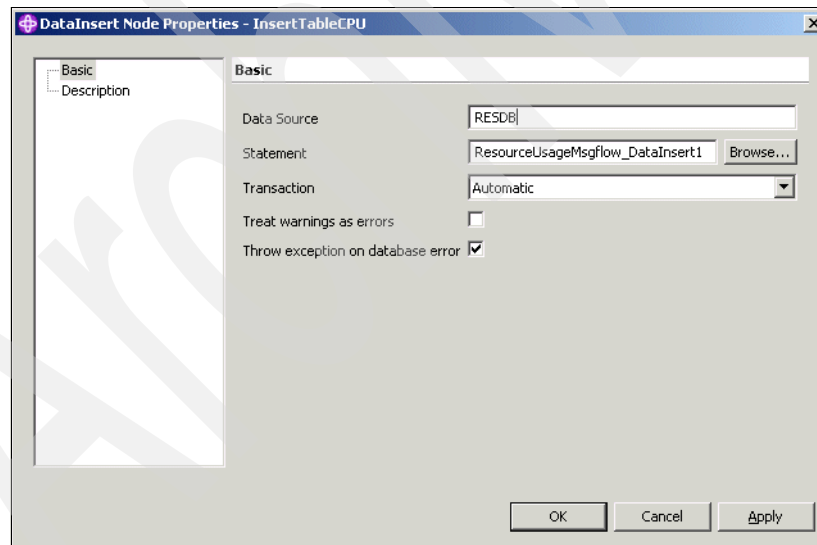 DataInsert Node Properties - InsertTableCPU
Basic
Description
Basic
Data Source RESDB
Statement ResourceUsageMsgflow_DataInsert1 Browse...
Transaction Automatic
Treat warnings as errors
Throw exception on database error
OK Cancel Apply